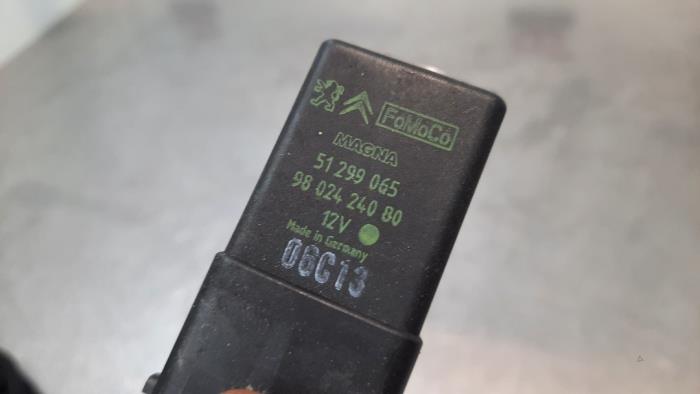 FoMoCo
MAGNA
51 299 065
98 024 240 80
12V
Made in Germany
06C13